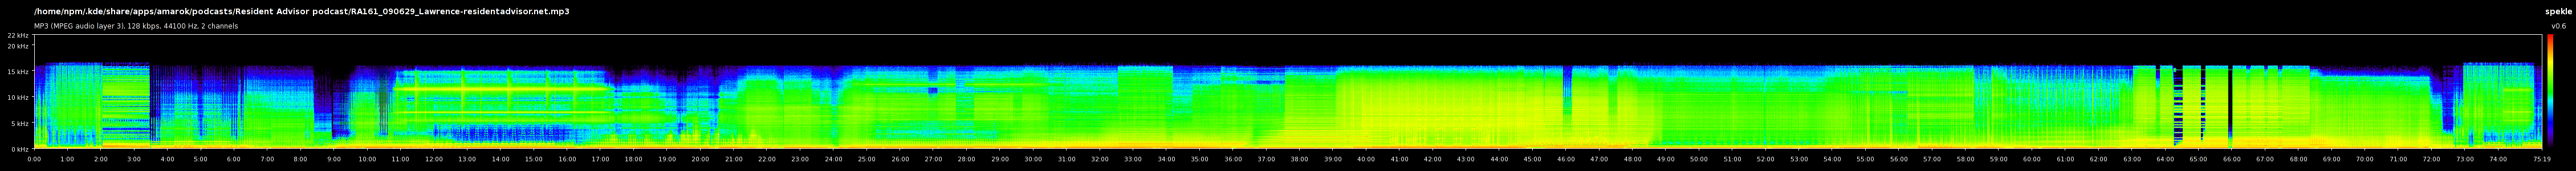 /home/npm/.kde/share/apps/amarok/podcasts/Resident Advisor podcast/RA161_090629_Lawrence-residentadvisor.net.mp3
spekle
MP3 (MPEG audio layer 3), 128 kbps, 44100 Hz, 2 channels
v0.6
22 kHz
20 kHz
15 kHz
10 kHz
5 kHz
0 kHz
0:00 1:00 2:00 3:00 4:00 5:00 6:00 7:00 8:00 9:00 10:00 11:00 12:00 13:00 14:00 15:00 16:00 17:00 18:00 19:00 20:00 21:00 22:00 23:00 24:00 25:00 26:00 27:00 28:00 29:00 30:00 31:00 32:00 33:00 34:00 35:00 36:00 37:00 38:00 39:00 40:00 41:00 42:00 43:00 44:00 45:00 46:00 47:00 48:00 49:00 50:00 51:00 52:00 53:00 54:00 55:00 56:00 57:00 58:00 59:00 60:00 61:00 62:00 63:00 64:00 65:00 66:00 67:00 68:00 69:00 70:00 71:00 72:00 73:00 74:00 75:19